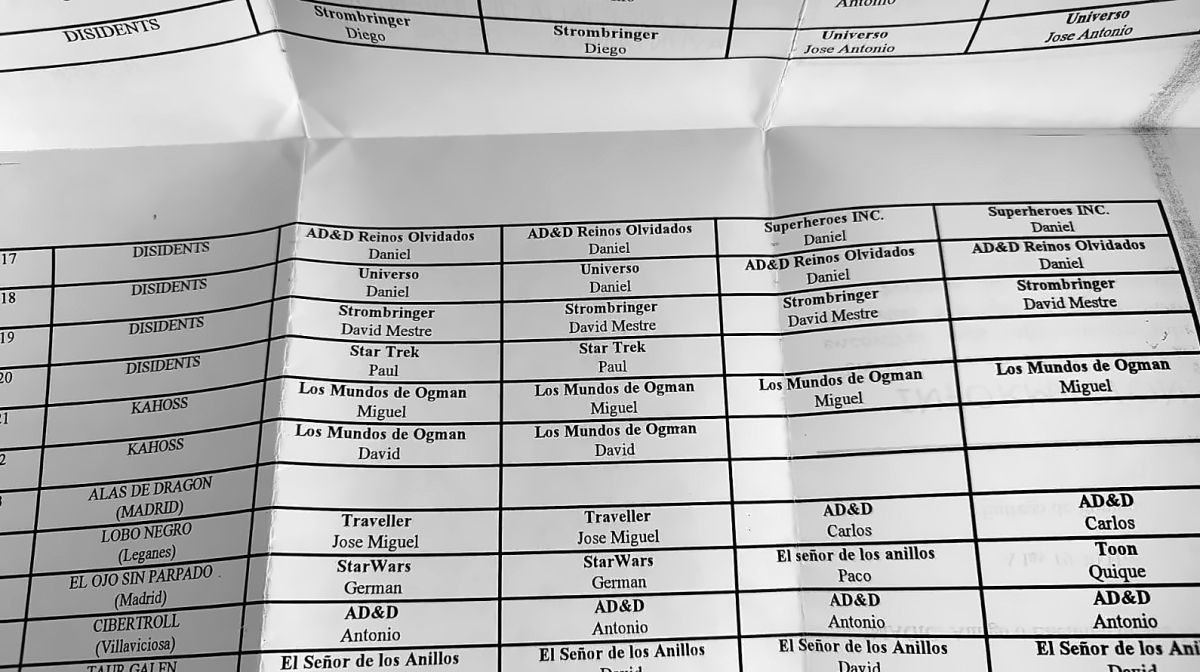 Antonio
DISIDENTS
Strombringer
Diego
Strombringer
Diego
Universo
Jose Antonio
Universo
Jose Antonio
17
DISIDENTS
AD&D Reinos Olvidados
Daniel
AD&D Reinos Olvidados
Daniel
Superheroes INC.
Daniel
Superheroes INC.
Daniel
18
DISIDENTS
Universo
Daniel
Universo
Daniel
AD&D Reinos Olvidados
Daniel
AD&D Reinos Olvidados
Daniel
19
DISIDENTS
Strombringer
David Mestre
Strombringer
David Mestre
Strombringer
David Mestre
Strombringer
David Mestre
20
DISIDENTS
Star Trek
Paul
Star Trek
Paul
21
KAHOSS
Los Mundos de Ogman
Miguel
Los Mundos de Ogman
Miguel
Los Mundos de Ogman
Miguel
Los Mundos de Ogman
Miguel
2
KAHOSS
Los Mundos de Ogman
David
Los Mundos de Ogman
David
ALAS DE DRAGON
(MADRID)
LOBO NEGRO
(Leganes)
Traveller
Jose Miguel
Traveller
Jose Miguel
AD&D
Carlos
AD&D
Carlos
EL OJO SIN PARPADO
(Madrid)
StarWars
German
StarWars
German
El señor de los anillos
Paco
Toon
Quique
CIBERTROLL
(Villaviciosa)
AD&D
Antonio
AD&D
Antonio
AD&D
Antonio
AD&D
Antonio
TAUR GALEN
El Señor de los Anillos
El Señor de los Anillos
David
El Señor de los Anillos
David
El Señor de los Ani
David